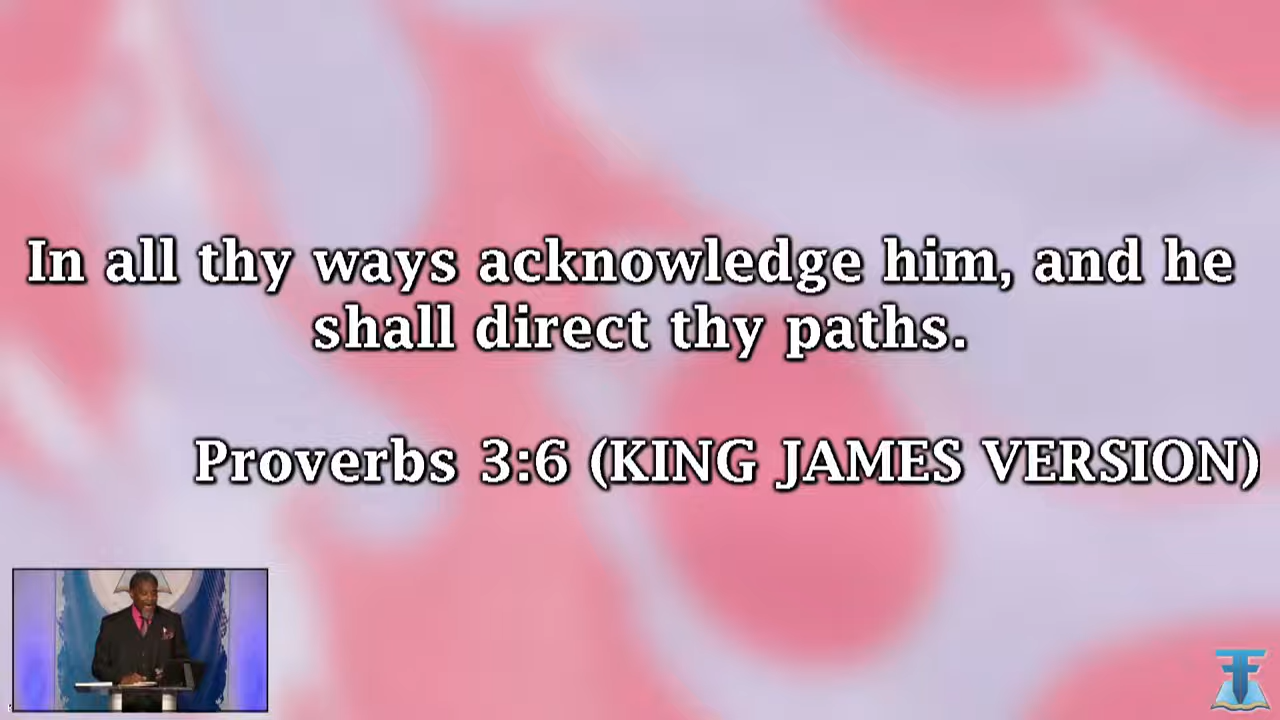 In all thy ways acknowledge him, and he
shall direct thy paths.
Proverbs 3:6 (KING JAMES VERSION)